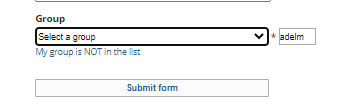 Group
Select a group * adelm
My group is NOT in the list
Submit form